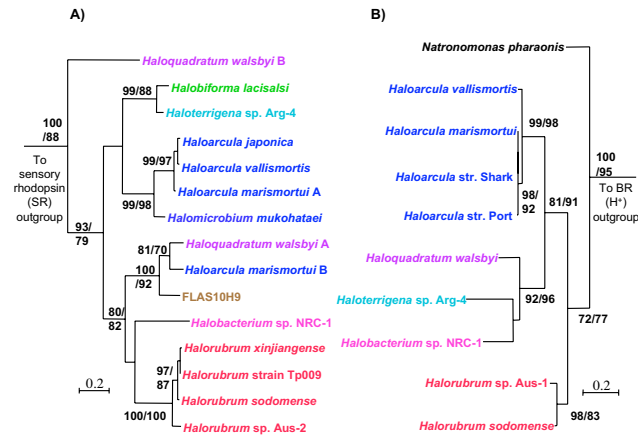 A)
Haloquadratum walsbyi B
Halobiforma lacisalsi
99/88
Haloterrigena sp. Arg-4
100
/88
Haloarcula japonica
99/97
Haloarcula vallismortis
To
sensory
rhodopsin
(SR)
outgroup
Haloarcula marismortui A
99/99
Halomicrobium mukohataei
93/
79
81/70
Haloquadratum walsbyi A
100
/92
Haloarcula marismortui B
FLAS10H9
80/
82
Halobacterium sp. NRC-1
Halorubrum xinjiangense
97/
87
Halorubrum strain Tp009
0.2
Halorubrum sodomense
100/100
Halorubrum sp. Aus-2
B)
Natronomonas pharaonis
Haloarcula vallismortis
99/98
Haloarcula marismortui
100
/95
Haloarcula str. Shark
To BR
(H+)
outgroup
98/
92
81/91
Haloarcula str. Port
Haloquadratum walsbyi
92/96
Haloterrigena sp. Arg-4
72/77
Halobacterium sp. NRC-1
Halorubrum sp. Aus-1
0.2
98/83
Halorubrum sodomense